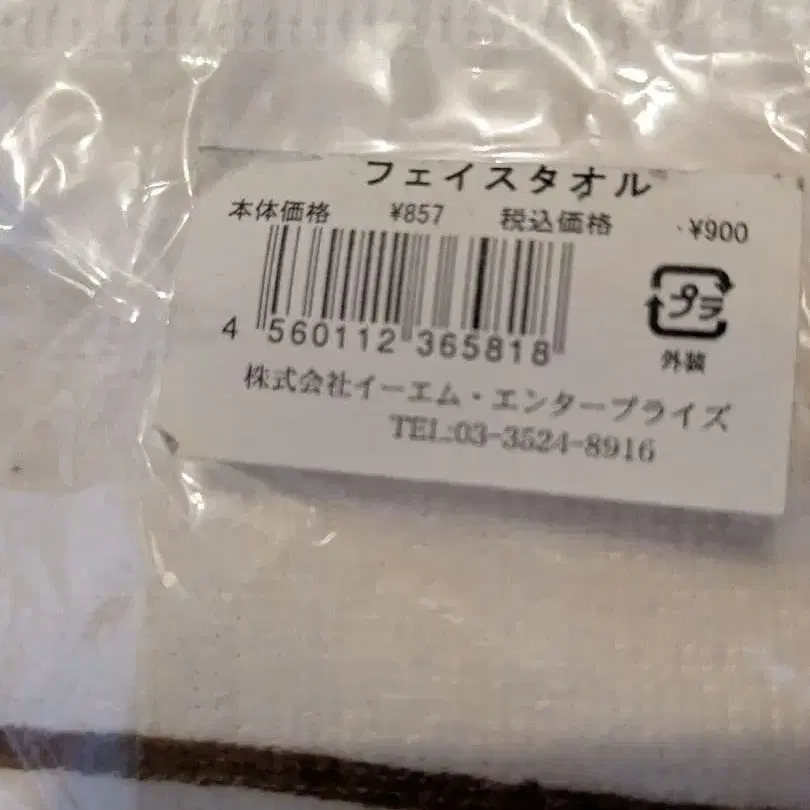 フェイスタオル
本体価格 ¥857 税込価格 ¥900
4 560112 365818
プラ
外装
株式会社イーエム・エンタープライズ
TEL:03-3524-8916